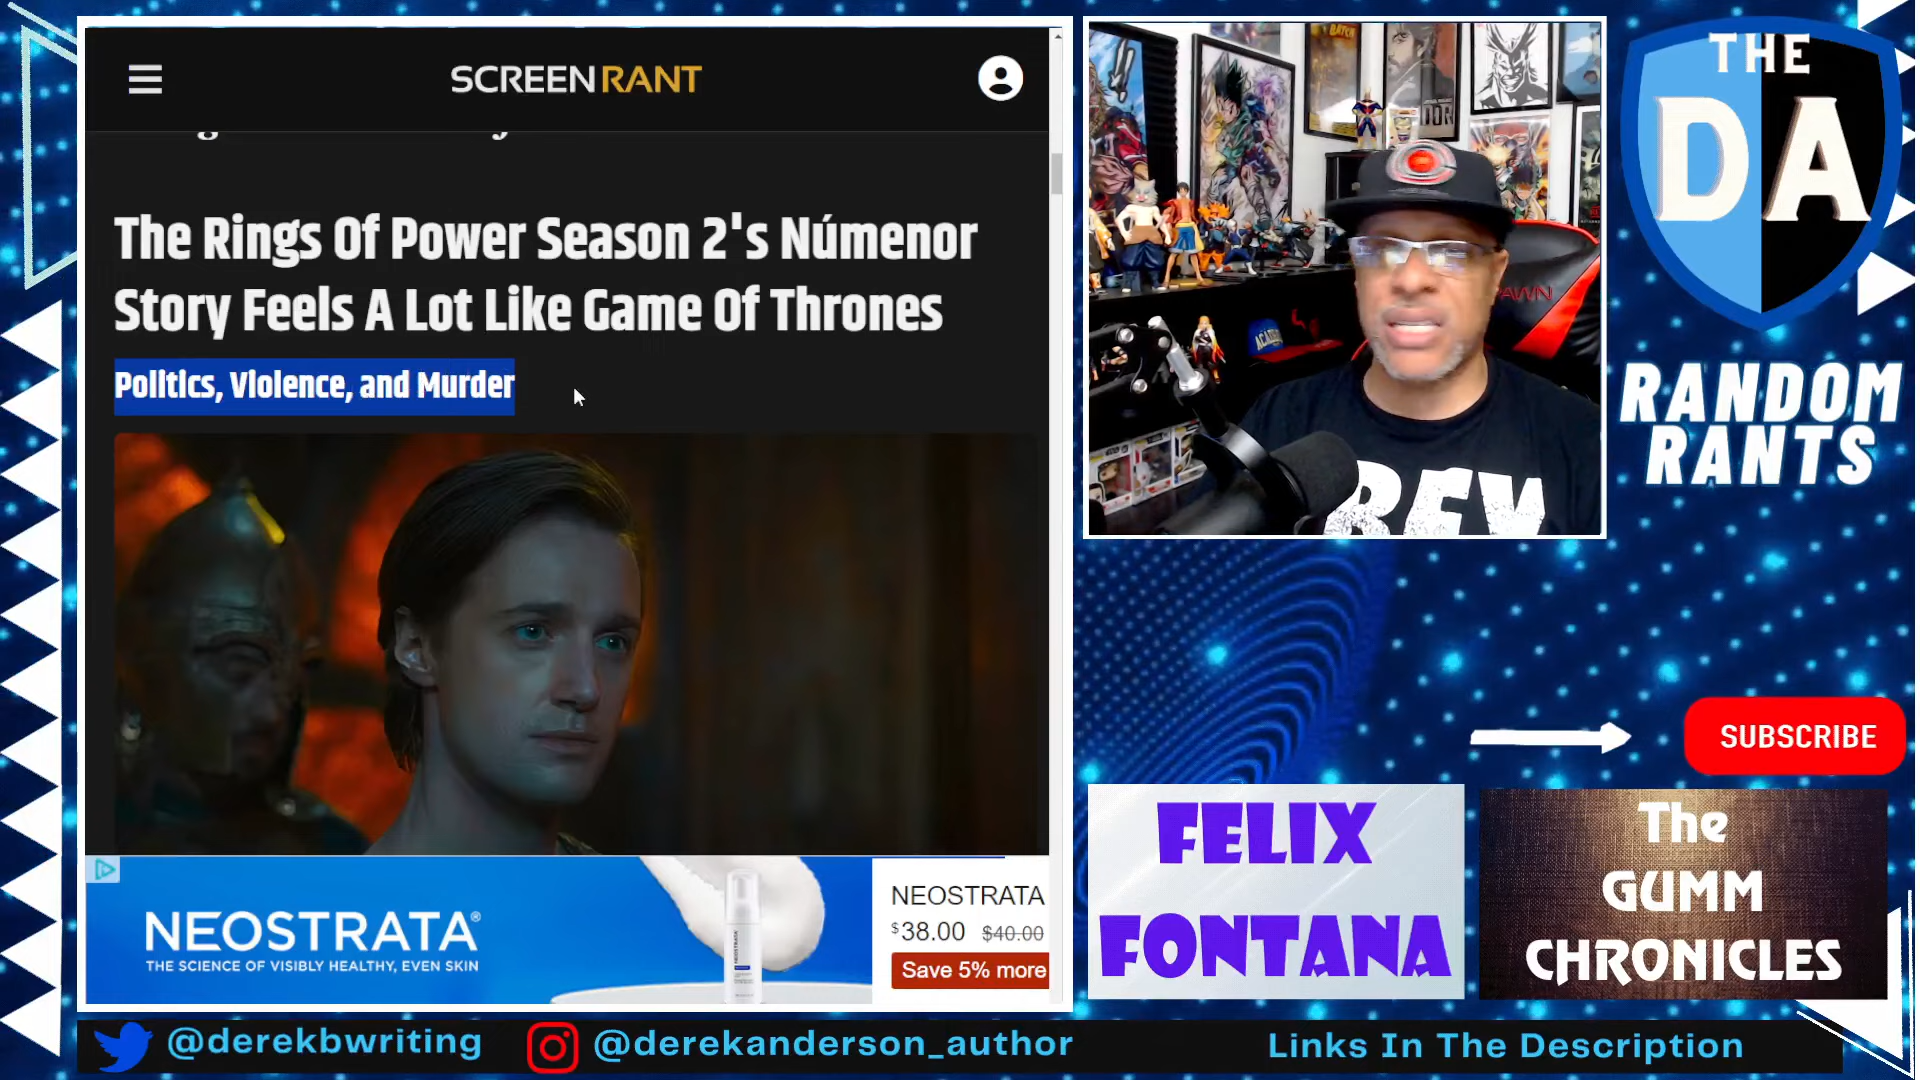 SCREENRANT
The Rings Of Power Season 2's Númenor
Story Feels A Lot Like Game Of Thrones
Politics, Violence, and Murder
NEOSTRATA®
THE SCIENCE OF VISIBLY HEALTHY, EVEN SKIN
NEOSTRATA
NEOSTRATA
$38.00 $40.00
Save 5% more
THE
DA
RANDOM
RANTS
SUBSCRIBE
FELIX
FONTANA
The
GUMM
CHRONICLES
@derekbwriting
@derekanderson_author
Links In The Description